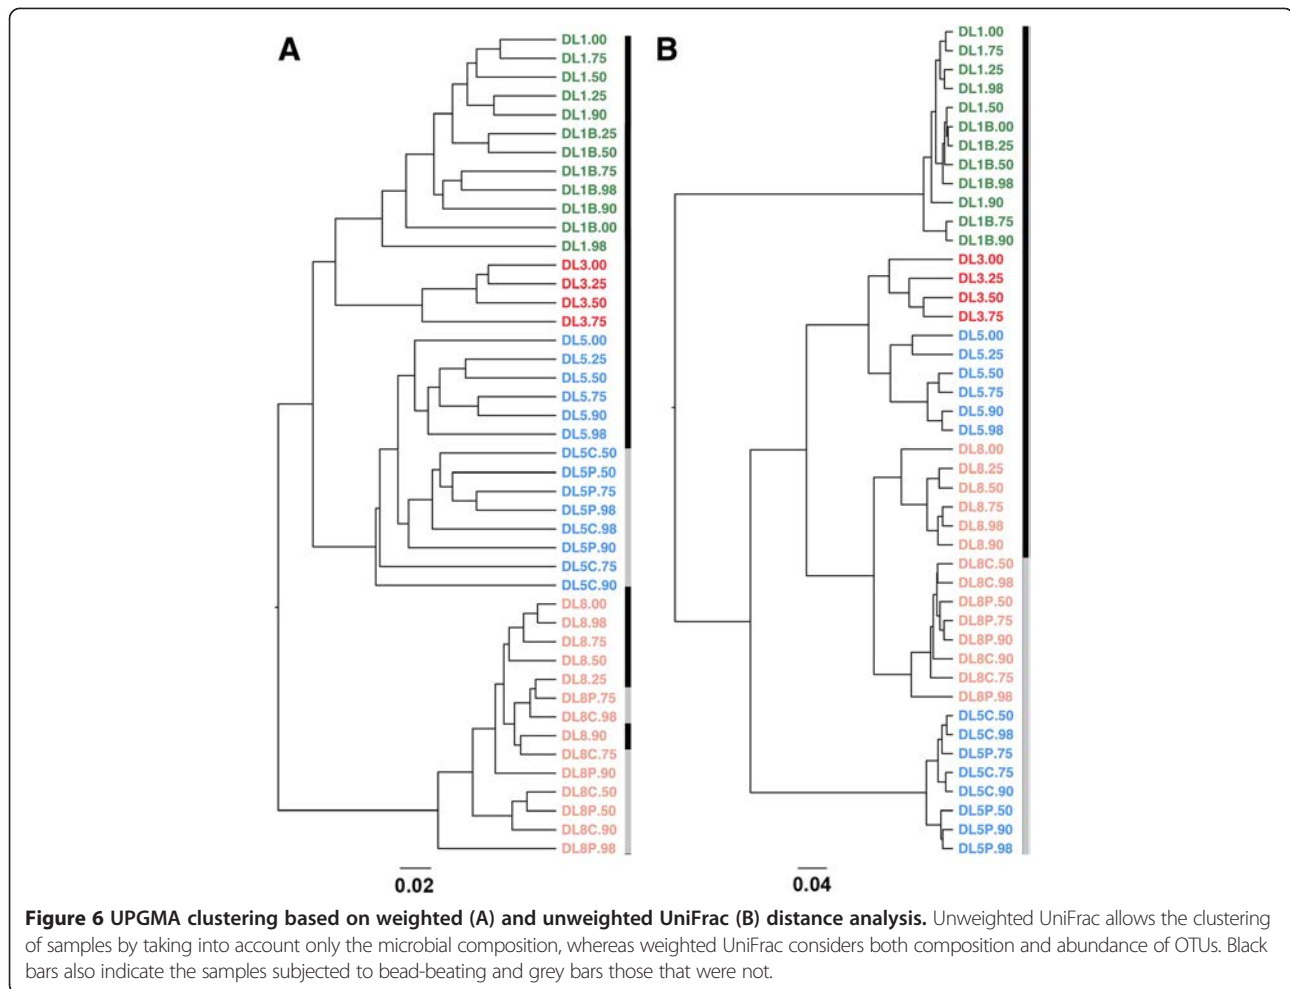 A
DL1.00
DL1.75
DL1.50
DL1.25
DL1.90
DL1B.25
DL1B.50
DL1B.75
DL1B.98
DL1B.90
DL1B.00
DL1.98
DL3.00
DL3.25
DL3.50
DL3.75
DL5.00
DL5.25
DL5.50
DL5.75
DL5.90
DL5.98
DL5C.50
DL5P.50
DL5P.75
DL5P.98
DL5C.98
DL5P.90
DL5C.75
DL5C.90
DL8.00
DL8.98
DL8.75
DL8.50
DL8.25
DL8P.75
DL8C.98
DL8.90
DL8C.75
DL8P.90
DL8C.50
DL8P.50
DL8C.90
DL8P.98
0.02
B
DL1.00
DL1.75
DL1.25
DL1.98
DL1.50
DL1B.00
DL1B.25
DL1B.50
DL1B.98
DL1.90
DL1B.75
DL1B.90
DL3.00
DL3.25
DL3.50
DL3.75
DL5.00
DL5.25
DL5.50
DL5.75
DL5.90
DL5.98
DL8.00
DL8.25
DL8.50
DL8.75
DL8.98
DL8.90
DL8C.50
DL8C.98
DL8P.50
DL8P.75
DL8P.90
DL8C.90
DL8C.75
DL8P.98
DL5C.50
DL5C.98
DL5P.75
DL5C.75
DL5C.90
DL5P.50
DL5P.90
DL5P.98
0.04
Figure 6 UPGMA clustering based on weighted (A) and unweighted UniFrac (B) distance analysis. Unweighted UniFrac allows the clustering
of samples by taking into account only the microbial composition, whereas weighted UniFrac considers both composition and abundance of OTUs. Black
bars also indicate the samples subjected to bead-beating and grey bars those that were not.